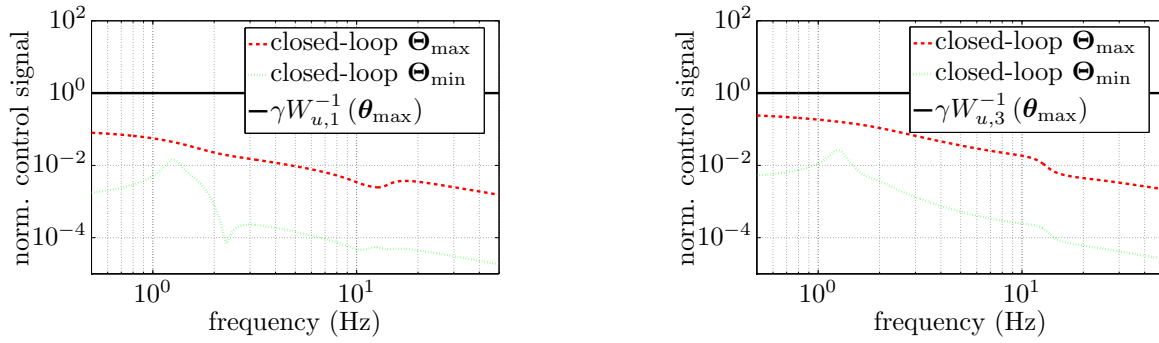 norm. control signal
10^2
10^0
10^−2
10^−4
closed-loop Θ_max
closed-loop Θ_min
γW_{u,1}^{−1} (θ_max)
10^0
10^1
frequency (Hz)
norm. control signal
10^2
10^0
10^−2
10^−4
closed-loop Θ_max
closed-loop Θ_min
γW_{u,3}^{−1} (θ_max)
10^0
10^1
frequency (Hz)